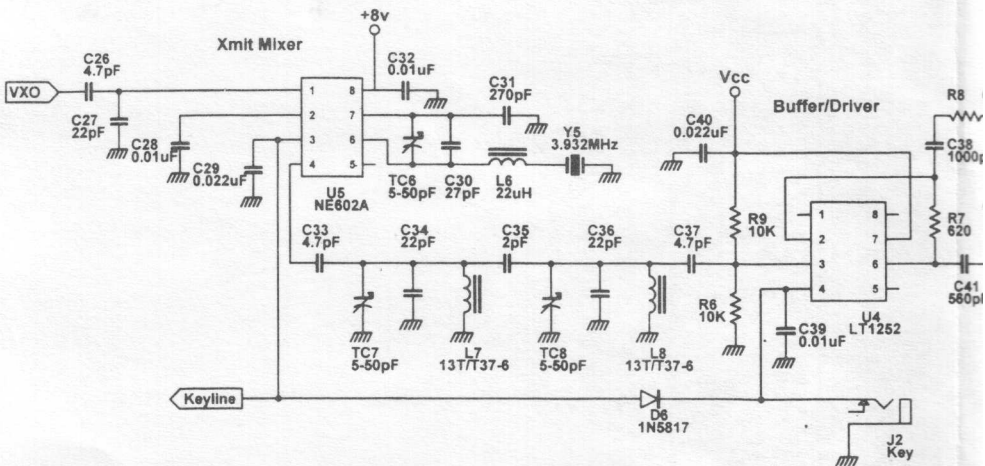 +8v
Xmit Mixer
C26
4.7pF
VXO
C27
22pF
C28
0.01uF
C29
0.022uF
1
2
3
4
8
7
6
5
U5
NE602A
C32
0.01uF
C31
270pF
Y5
3.932MHz
TC6
5-50pF
C30
27pF
L6
22uH
Vcc
Buffer/Driver
C40
0.022uF
R8
C38
1000p
R9
10K
R7
620
1
2
3
4
8
7
6
5
U4
LT1252
C41
560p
C33
4.7pF
C34
22pF
C35
2pF
C36
22pF
C37
4.7pF
R6
10K
C39
0.01uF
TC7
5-50pF
L7
13T/T37-6
TC8
5-50pF
L8
13T/T37-6
Keyline
D6
1N5817
J2
Key